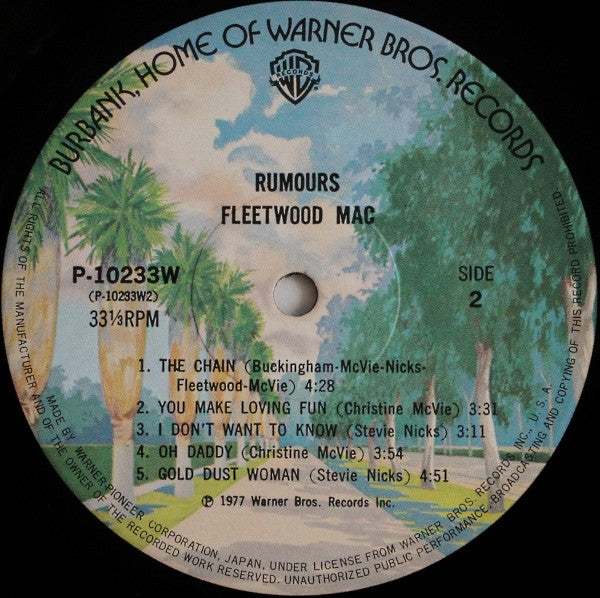 BURBANK, HOME OF WARNER BROS. RECORDS
W RECORDS
RUMOURS
FLEETWOOD MAC
P-10233W
(P-10233W2)
33⅓RPM
SIDE
2
1. THE CHAIN (Buckingham-McVie-Nicks-
Fleetwood-McVie) 4:28
2. YOU MAKE LOVING FUN (Christine McVie) 3:31
3. I DON'T WANT TO KNOW (Stevie Nicks) 3:11
4. OH DADDY (Christine McVie) 3:54
5. GOLD DUST WOMAN (Stevie Nicks) 4:51
Ⓟ 1977 Warner Bros. Records Inc.
MADE BY WARNER-PIONEER CORPORATION, JAPAN, UNDER LICENSE FROM WARNER BROS. RECORDS INC., U.S.A.
ALL RIGHTS OF THE MANUFACTURER AND OF THE OWNER OF THE RECORDED WORK RESERVED. UNAUTHORIZED PUBLIC PERFORMANCE, BROADCASTING AND COPYING OF THIS RECORD PROHIBITED.